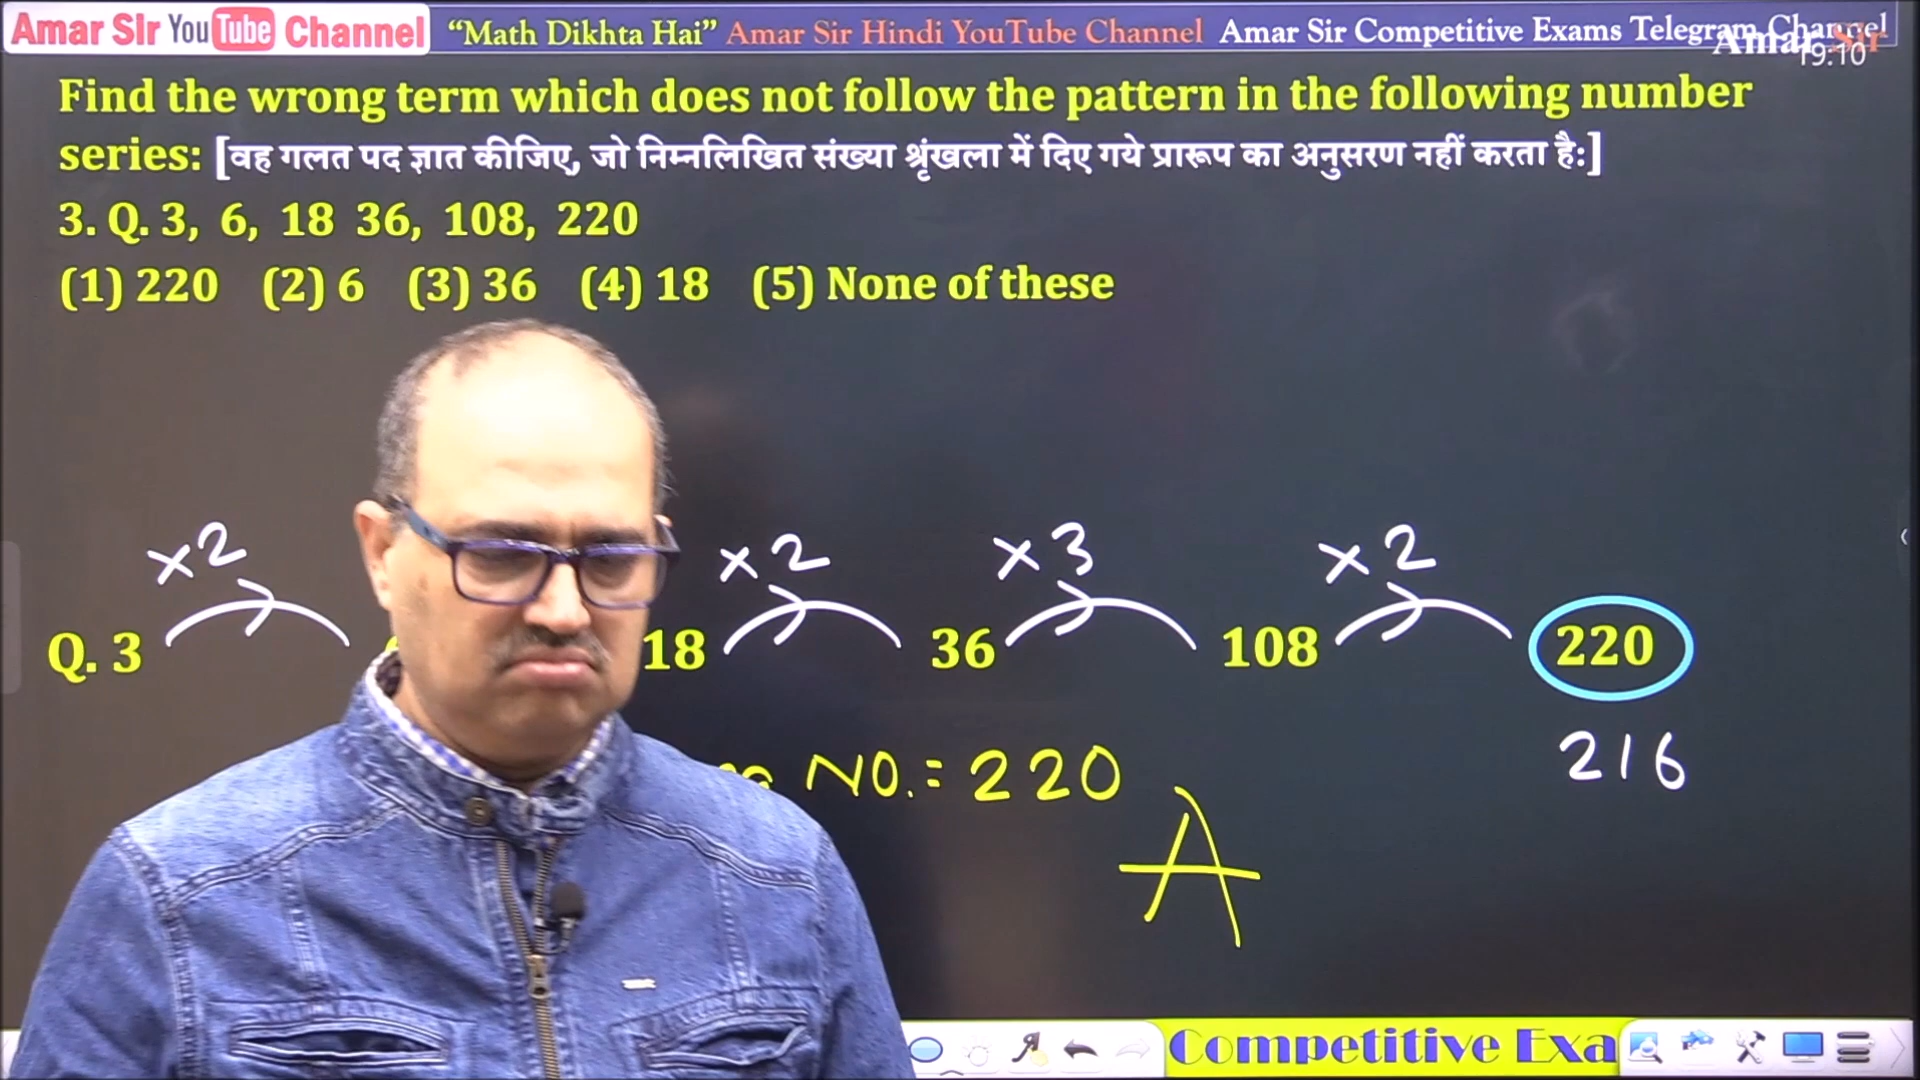 Amar Sir YouTube Channel "Math Dikhta Hai" Amar Sir Hindi YouTube Channel Amar Sir Competitive Exams Telegram Channel
Amar Sir
19:10
Find the wrong term which does not follow the pattern in the following number
series: [वह गलत पद ज्ञात कीजिए, जो निम्नलिखित संख्या श्रृंखला में दिए गये प्रारूप का अनुसरण नहीं करता है:]
3. Q. 3, 6, 18 36, 108, 220
(1) 220 (2) 6 (3) 36 (4) 18 (5) None of these
×2 ×2 ×3 ×2
Q. 3 18 36 108 220
216
NO. = 220
A
Competitive Exa